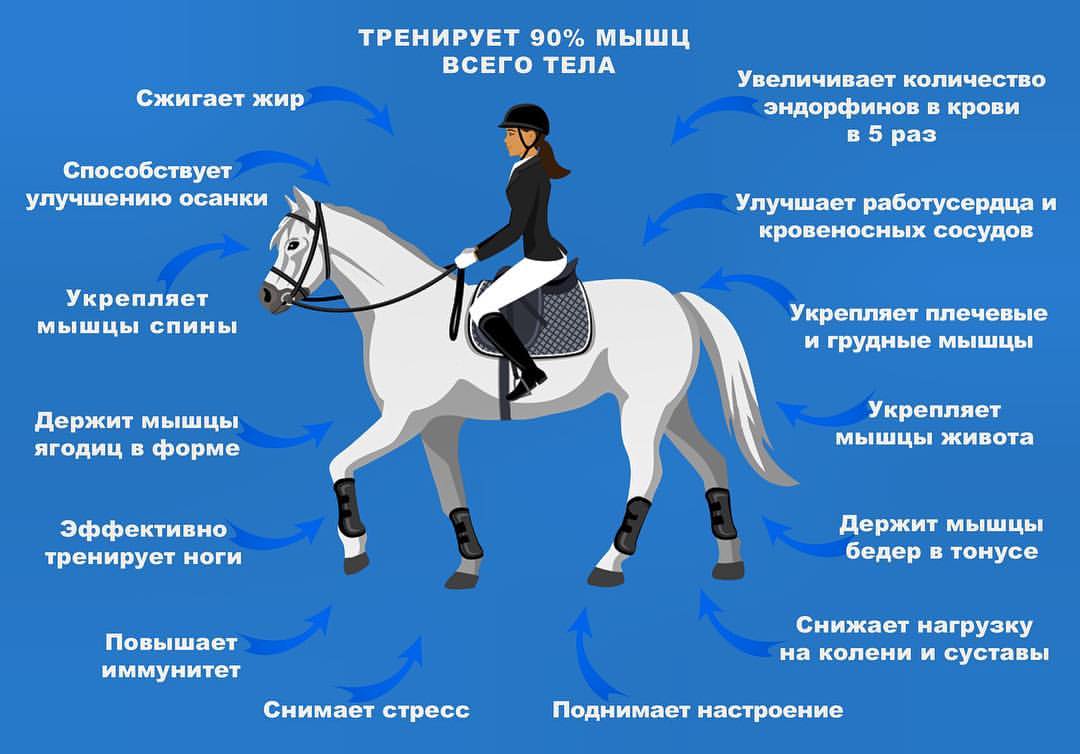 ТРЕНИРУЕТ 90% МЫШЦ
ВСЕГО ТЕЛА
Сжигает жир
Способствует
улучшению осанки
Укрепляет
мышцы спины
Держит мышцы
ягодиц в форме
Эффективно
тренирует ноги
Повышает
иммунитет
Снимает стресс
Увеличивает количество
эндорфинов в крови
в 5 раз
Улучшает работусердца и
кровеносных сосудов
Укрепляет плечевые
и грудные мышцы
Укрепляет
мышцы живота
Держит мышцы
бедер в тонусе
Снижает нагрузку
на колени и суставы
Поднимает настроение